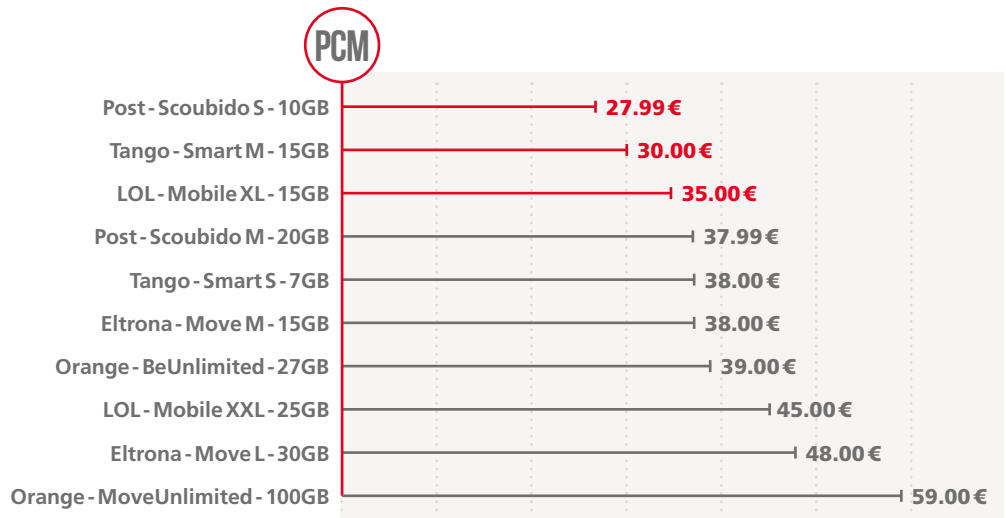 PCM
Post - Scoubido S - 10GB 27.99 €
Tango - Smart M - 15GB 30.00 €
LOL - Mobile XL - 15GB 35.00 €
Post - Scoubido M - 20GB 37.99 €
Tango - Smart S - 7GB 38.00 €
Eltrona - Move M - 15GB 38.00 €
Orange - BeUnlimited - 27GB 39.00 €
LOL - Mobile XXL - 25GB 45.00 €
Eltrona - Move L - 30GB 48.00 €
Orange - MoveUnlimited - 100GB 59.00 €